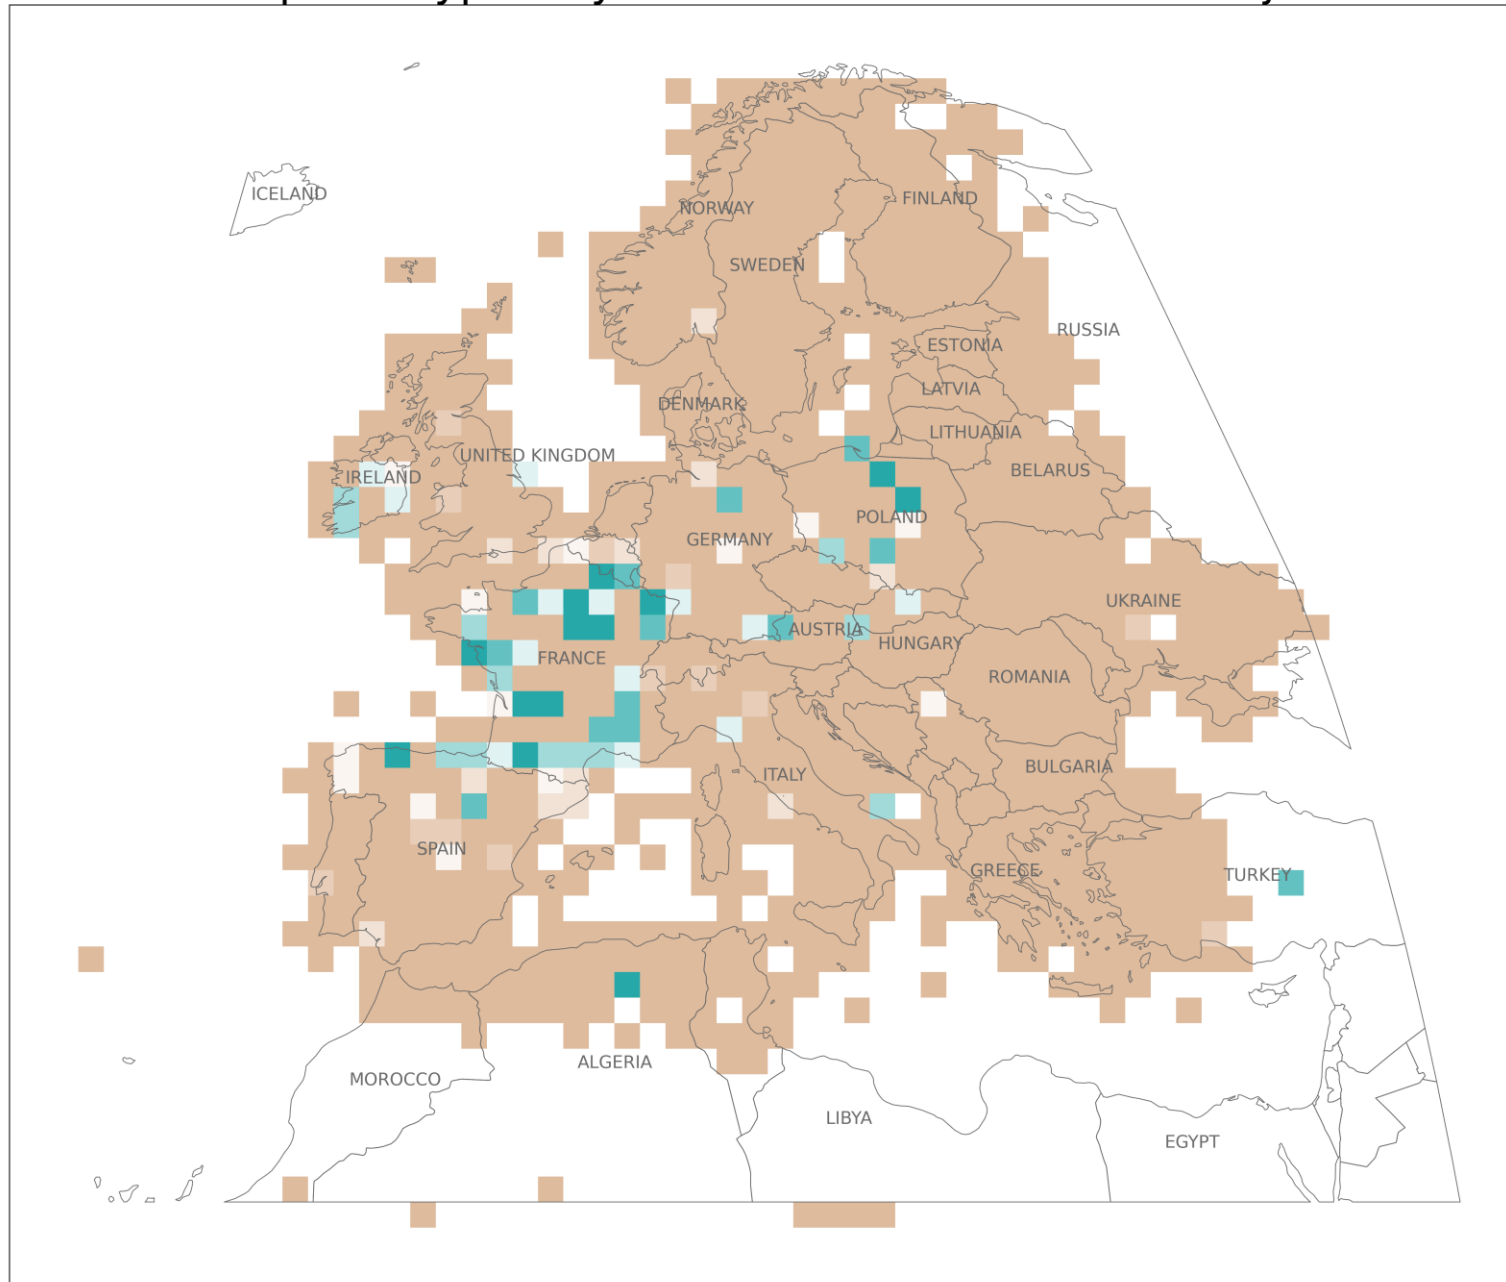 ICELAND
NORWAY
FINLAND
SWEDEN
RUSSIA
ESTONIA
LATVIA
DENMARK
LITHUANIA
UNITED KINGDOM
BELARUS
IRELAND
POLAND
GERMANY
UKRAINE
AUSTRIA
HUNGARY
FRANCE
ROMANIA
BULGARIA
ITALY
SPAIN
GREECE
TURKEY
ALGERIA
MOROCCO
LIBYA
EGYPT